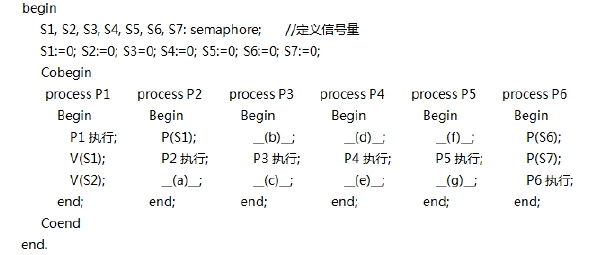 begin
S1, S2, S3, S4, S5, S6, S7: semaphore; //定义信号量
S1:=0; S2:=0; S3=0; S4:=0; S5:=0; S6:=0; S7:=0;
Cobegin
process P1 process P2 process P3 process P4 process P5 process P6
Begin Begin Begin Begin Begin Begin
P1 执行; P(S1); __(b)__; __(d)__; __(f)__; P(S6);
V(S1); P2 执行; P3 执行; P4 执行; P5 执行; P(S7);
V(S2); __(a)__; __(c)__; __(e)__; __(g)__; P6 执行;
end; end; end; end; end; end;
Coend
end.